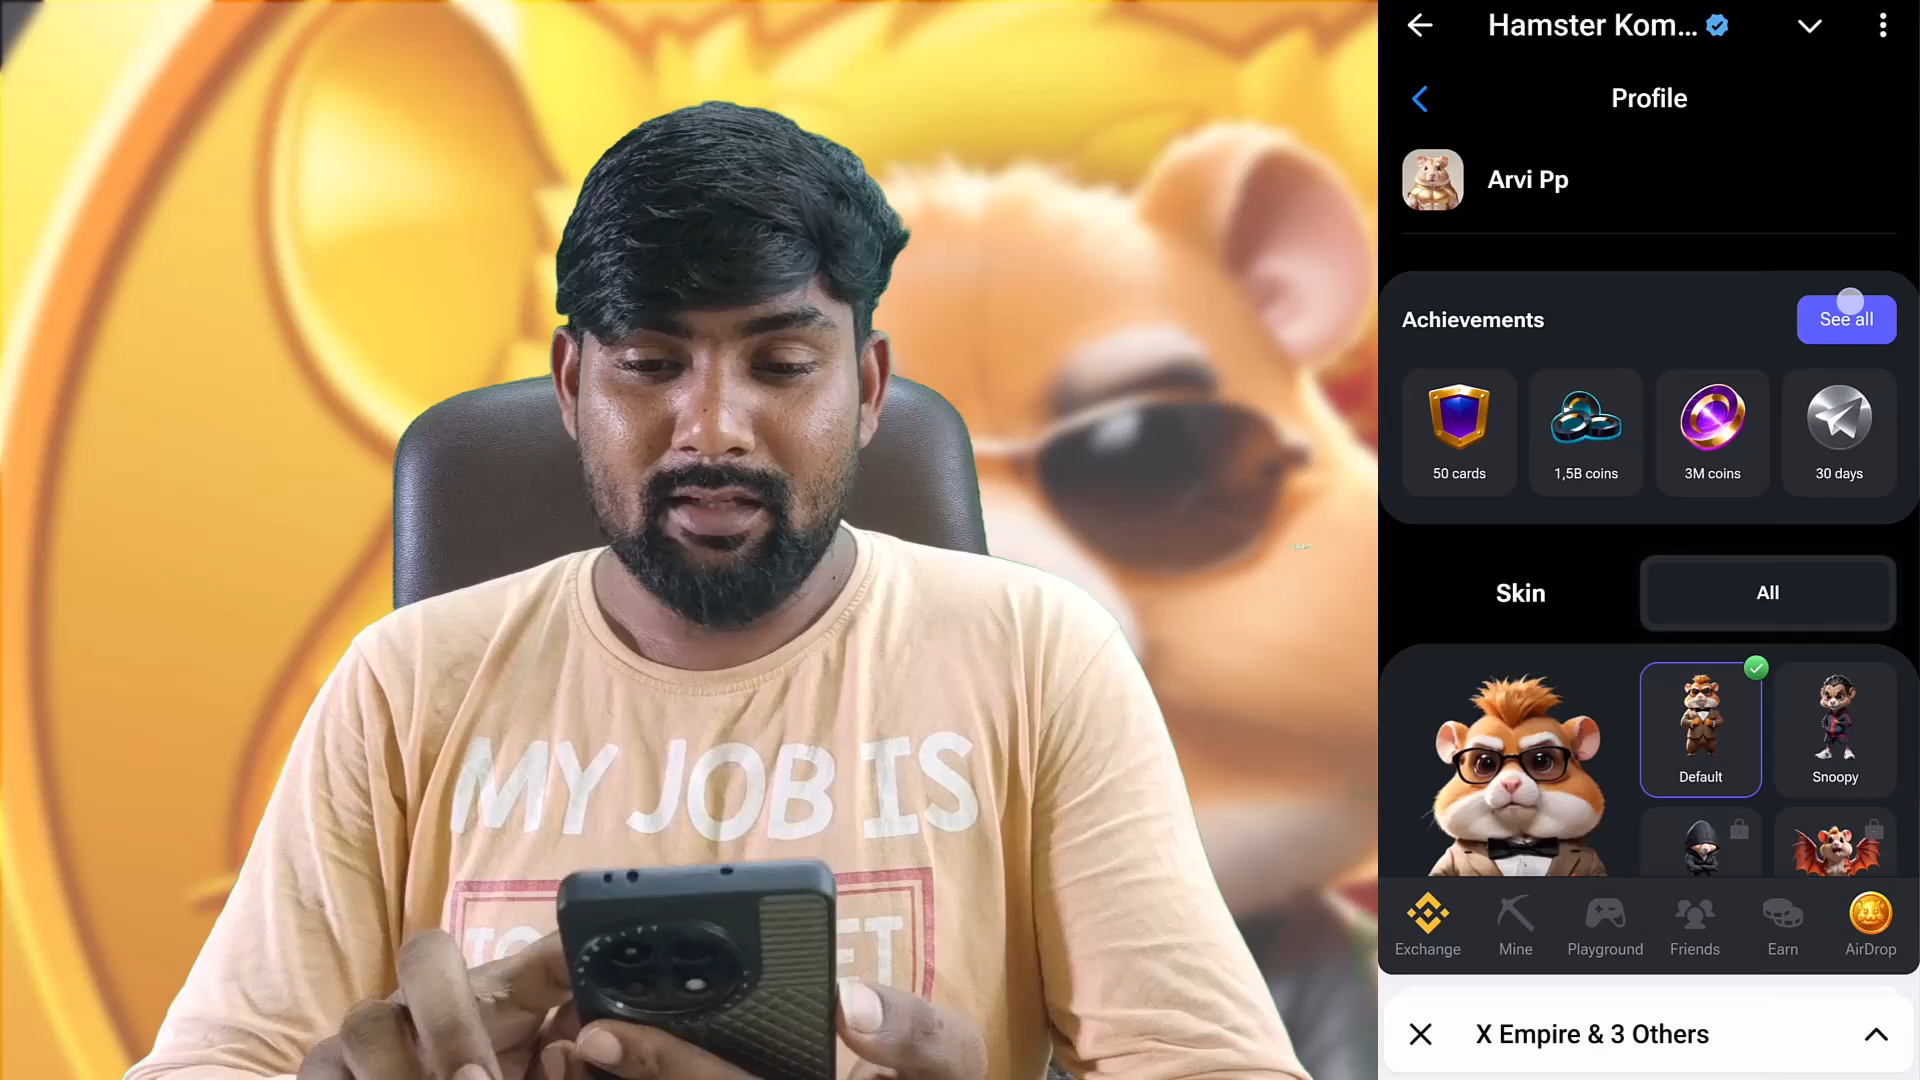 MY JOB IS
Hamster Kom...
Profile
Arvi Pp
Achievements
See all
50 cards
1,5B coins
3M coins
30 days
Skin
All
Default
Snoopy
Exchange
Mine
Playground
Friends
Earn
AirDrop
X Empire & 3 Others